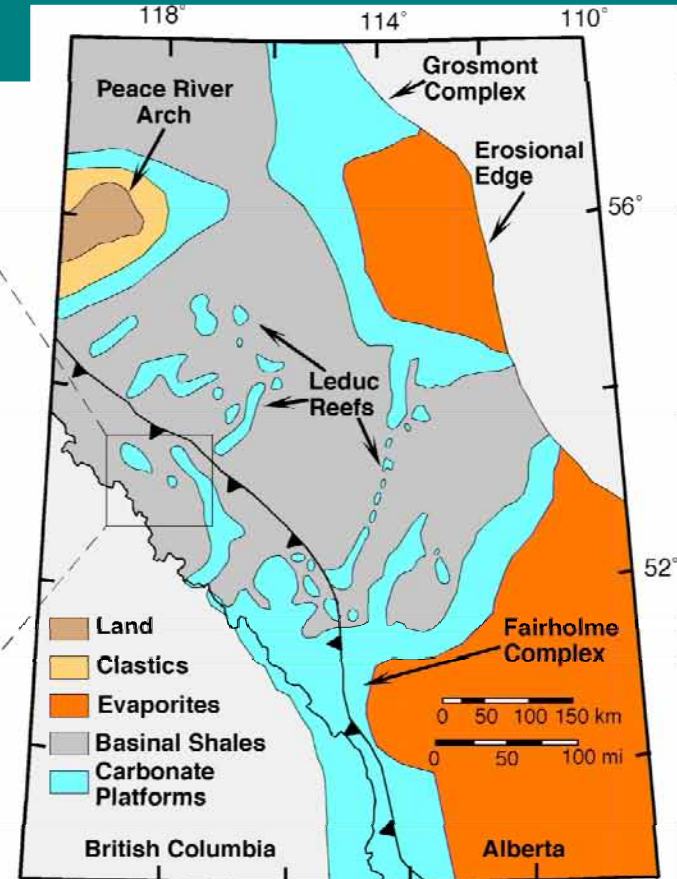 118°
114°
110°
Grosmont
Complex
Peace River
Arch
Erosional
Edge
56°
Leduc
Reefs
52°
Land
Clastics
Evaporites
Basinal Shales
Carbonate
Platforms
Fairholme
Complex
0 50 100 150 km
0 50 100 mi
British Columbia
Alberta